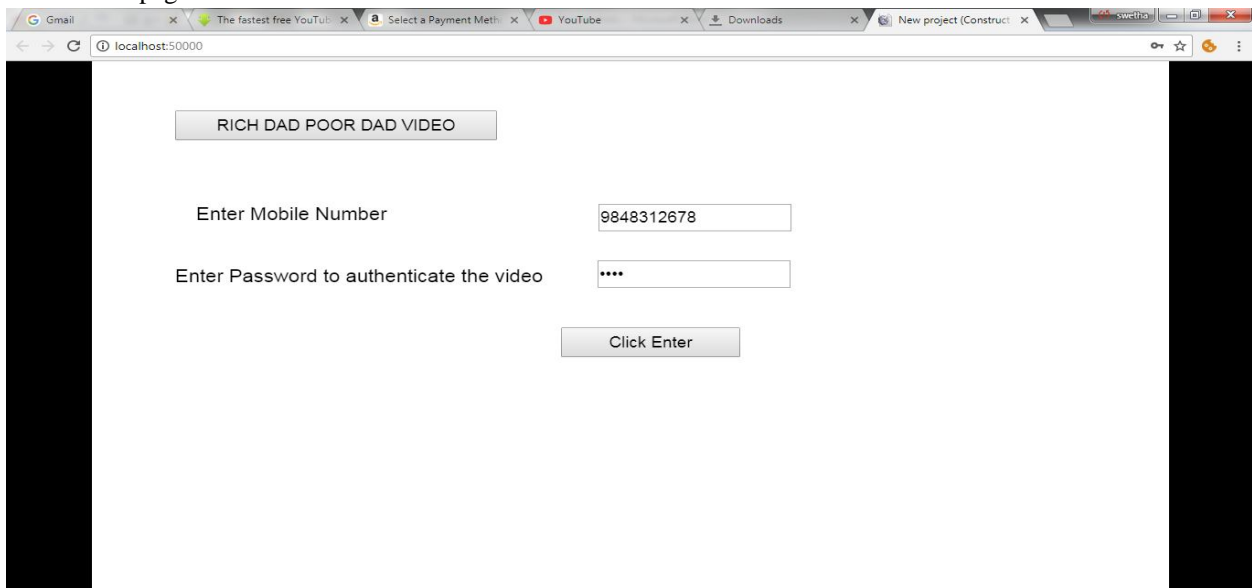 Gmail
The fastest free YouTub
Select a Payment Meth
YouTube
Downloads
New project (Construct
swetha
localhost:50000
RICH DAD POOR DAD VIDEO
Enter Mobile Number
9848312678
Enter Password to authenticate the video
••••
Click Enter